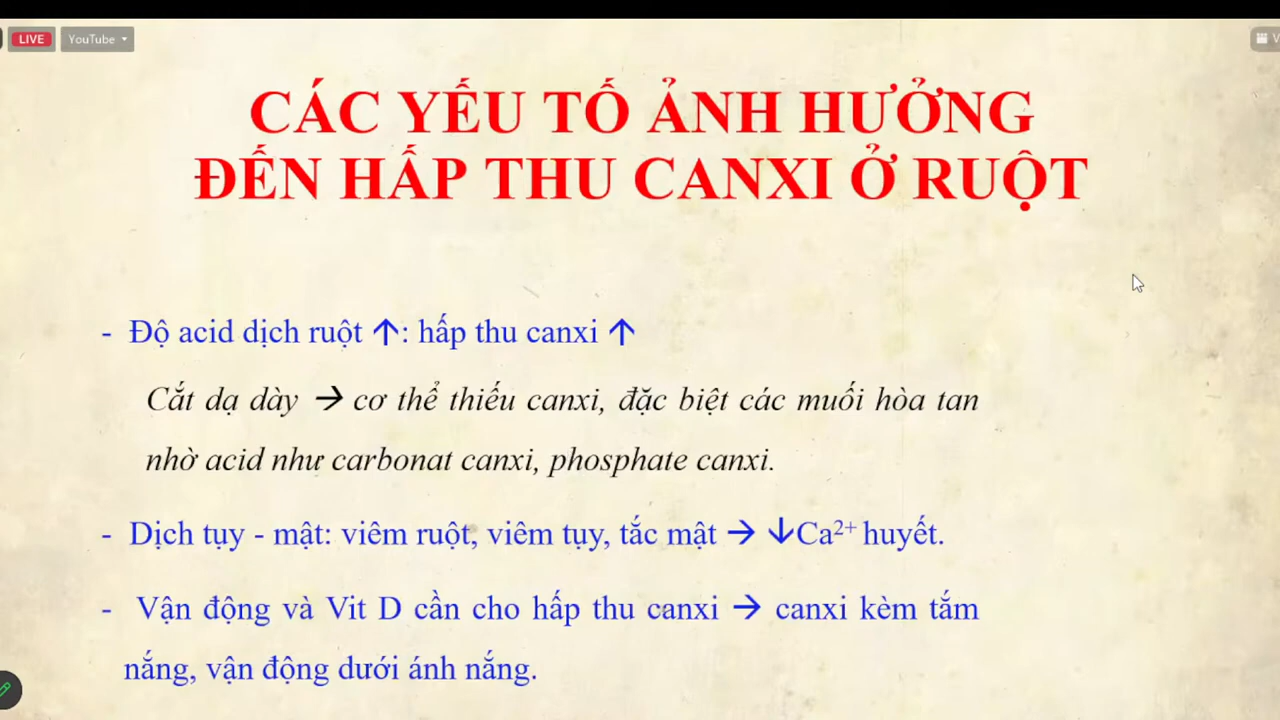 LIVE
YouTube
V
CÁC YẾU TỐ ẢNH HƯỞNG
ĐẾN HẤP THU CANXI Ở RUỘT
- Độ acid dịch ruột ↑: hấp thu canxi ↑
Cắt dạ dày → cơ thể thiếu canxi, đặc biệt các muối hòa tan
nhờ acid như carbonat canxi, phosphate canxi.
- Dịch tụy - mật: viêm ruột, viêm tụy, tắc mật → ↓Ca²⁺ huyết.
- Vận động và Vit D cần cho hấp thu canxi → canxi kèm tắm
nắng, vận động dưới ánh nắng.